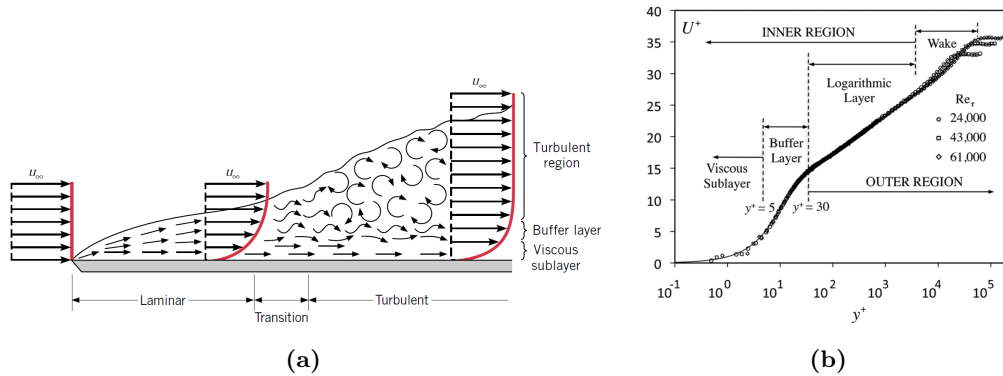 u∞
u∞
u∞
Turbulent
region
Buffer layer
Viscous
sublayer
Laminar
Transition
Turbulent
(a)
40
35
30
25
20
15
10
5
0
U⁺
INNER REGION
Wake
Logarithmic
Layer
Reτ
24,000
43,000
61,000
Buffer
Layer
Viscous
Sublayer
OUTER REGION
y⁺ = 5
y⁺ = 30
10⁻¹ 10⁰ 10¹ 10² 10³ 10⁴ 10⁵
y⁺
(b)